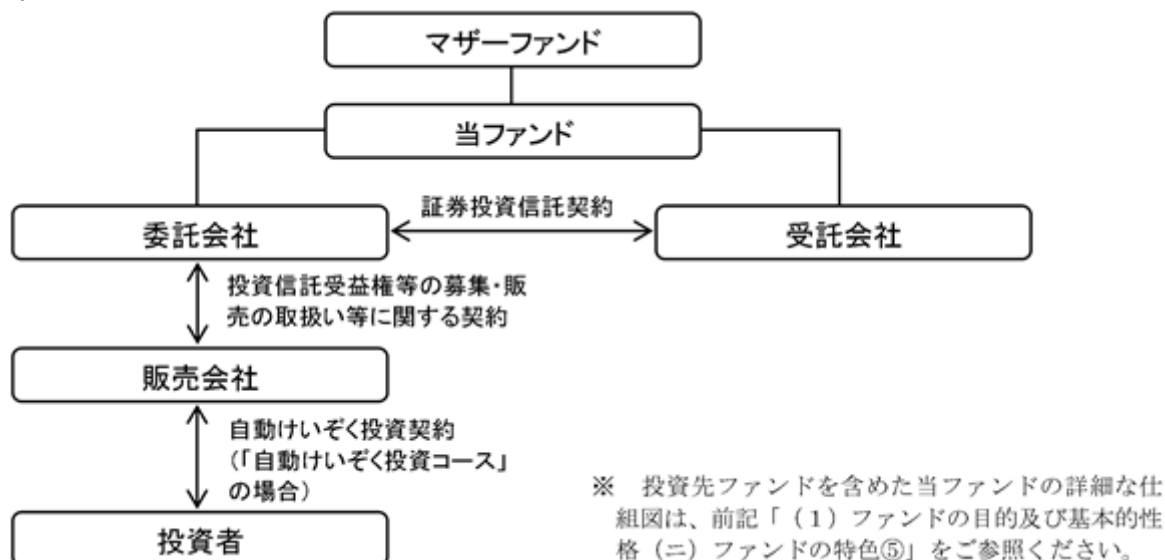 マザーファンド
当ファンド
証券投資信託契約
委託会社
受託会社
投資信託受益権等の募集・販
売の取扱い等に関する契約
販売会社
自動けいぞく投資契約
(「自動けいぞく投資コース」
の場合)
投資者
※ 投資先ファンドを含めた当ファンドの詳細な仕
組図は、前記「(1)ファンドの目的及び基本的性
格(ニ)ファンドの特色⑤」をご参照ください。